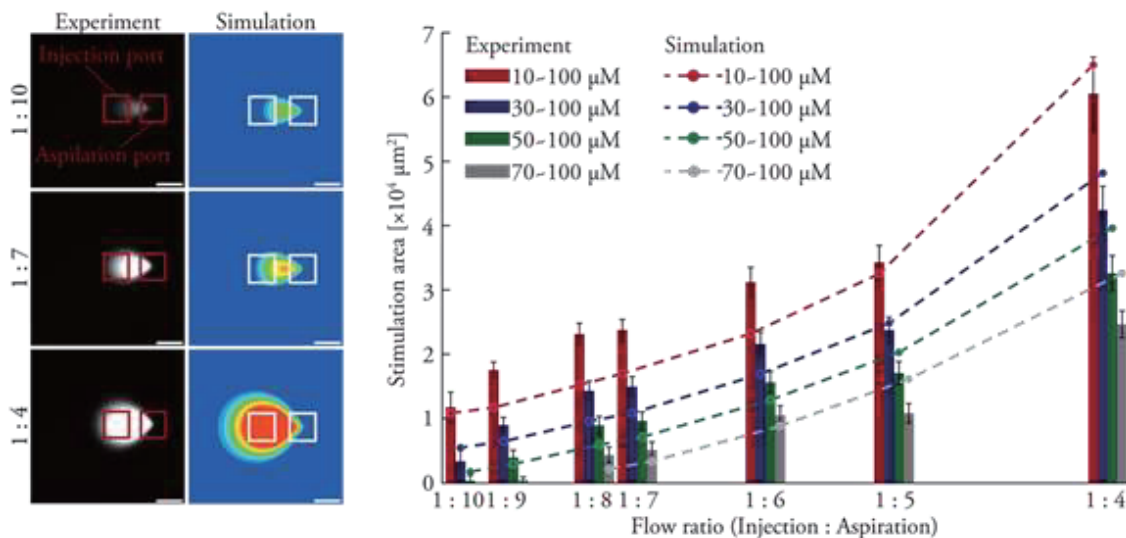 Experiment Simulation
Injection port
Aspilation port
1 : 10
1 : 7
1 : 4
Experiment Simulation
10~100 µM 10~100 µM
30~100 µM 30~100 µM
50~100 µM 50~100 µM
70~100 µM 70~100 µM
Stimulation area [×10⁴ µm²]
7
6
5
4
3
2
1
0
1 : 10 1 : 9 1 : 8 1 : 7 1 : 6 1 : 5 1 : 4
Flow ratio (Injection : Aspiration)